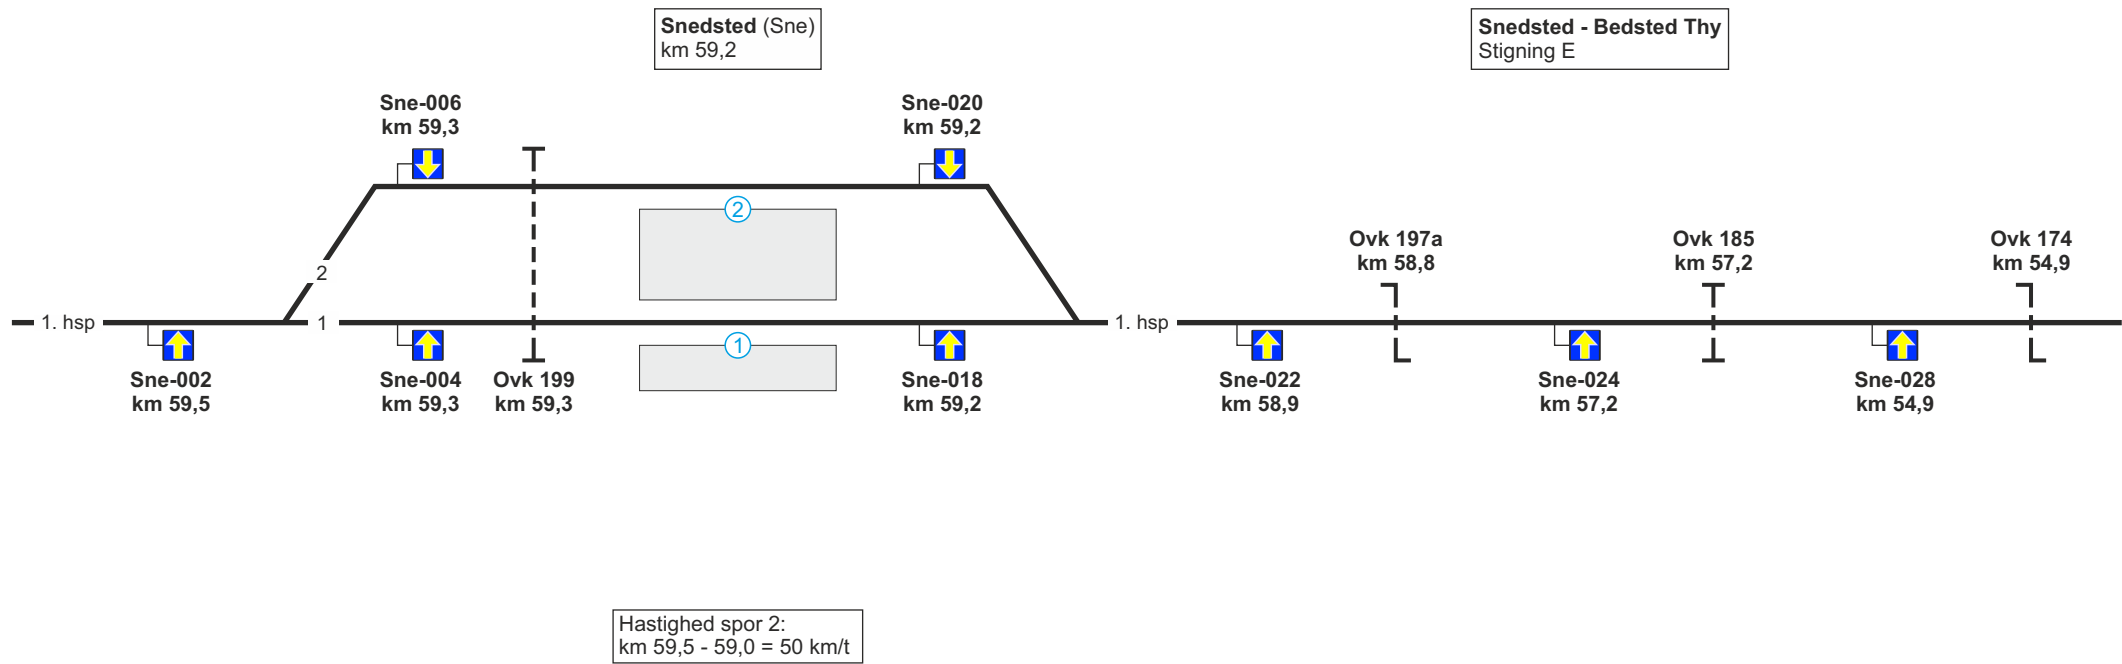 Snedsted (Sne)
km 59,2
Snedsted - Bedsted Thy
Stigning E
Sne-006
km 59,3
Sne-020
km 59,2
2
Ovk 197a
km 58,8
Ovk 185
km 57,2
Ovk 174
km 54,9
2
1. hsp
1
1. hsp
1
Sne-002
km 59,5
Sne-004
km 59,3
Ovk 199
km 59,3
Sne-018
km 59,2
Sne-022
km 58,9
Sne-024
km 57,2
Sne-028
km 54,9
Hastighed spor 2:
km 59,5 - 59,0 = 50 km/t